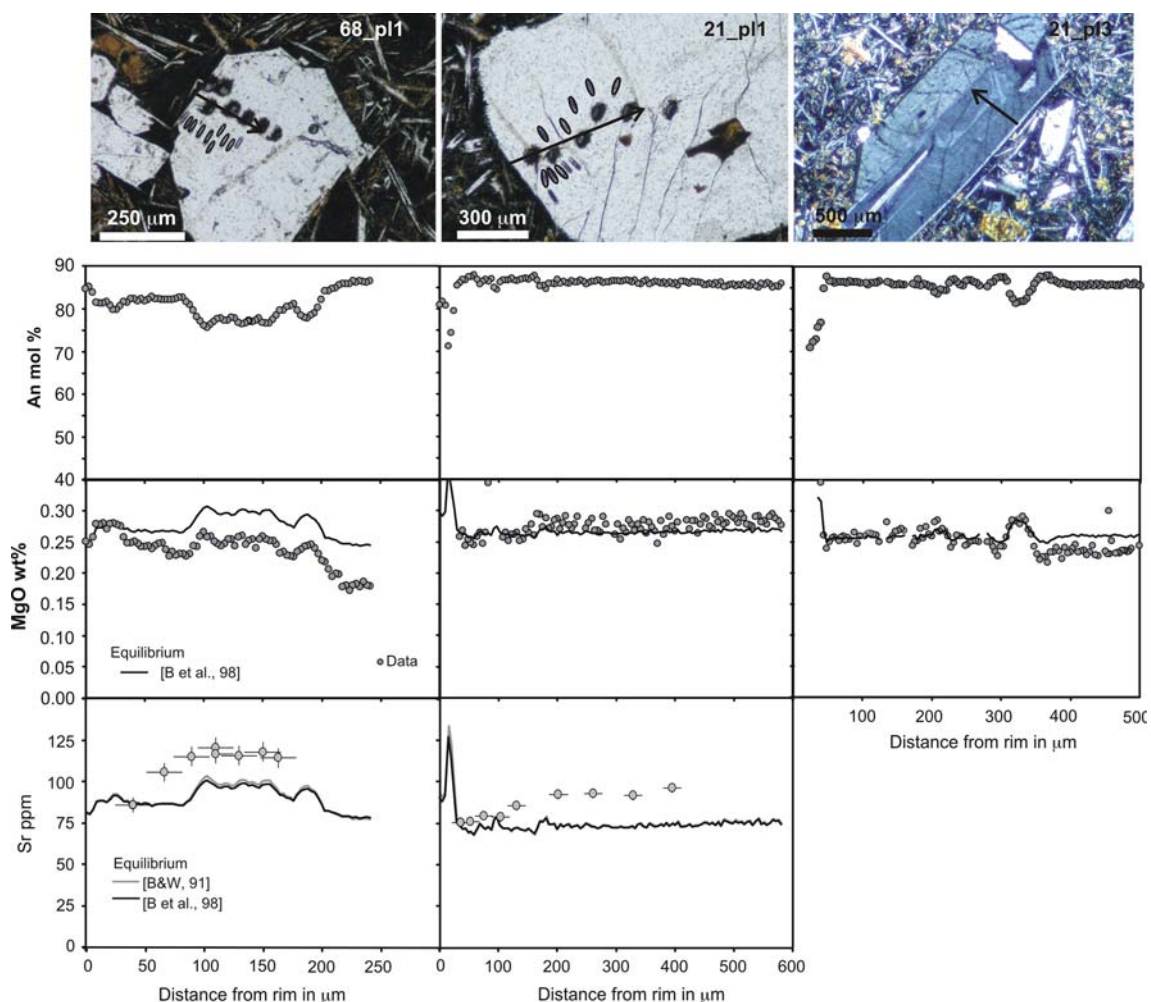 68_pl1
21_pl1
21_pl3
250 µm
300 µm
500 µm
An mol %
90
80
70
60
50
40
MgO wt%
0.30
0.25
0.20
0.15
0.10
0.05
0.00
Equilibrium
[B et al., 98]
Data
100 200 300 400 500
Distance from rim in µm
Sr ppm
125
100
75
50
25
0
Equilibrium
[B&W, 91]
[B et al., 98]
0 50 100 150 200 250
0 100 200 300 400 500 600
Distance from rim in µm
Distance from rim in µm